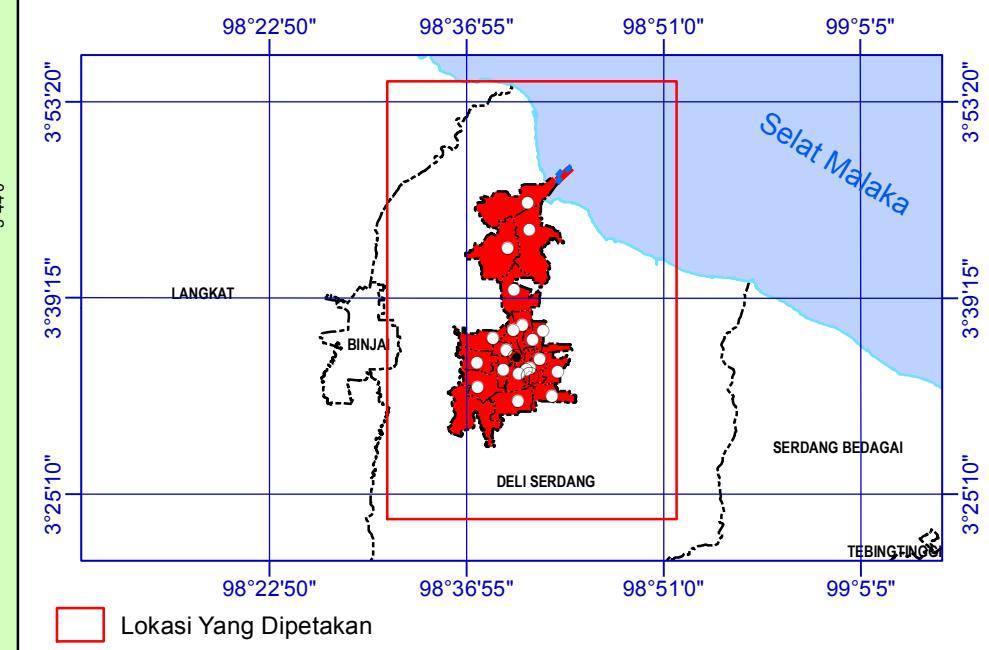 98°22'50" 98°36'55" 98°51'0" 99°5'5"
3°53'20" 3°53'20"
Selat Malaka
3°39'15" 3°39'15"
LANGKAT
BINJAI
SERDANG BEDAGAI
DELI SERDANG
3°25'10" 3°25'10"
TEBINGTINGGI
98°22'50" 98°36'55" 98°51'0" 99°5'5"
Lokasi Yang Dipetakan